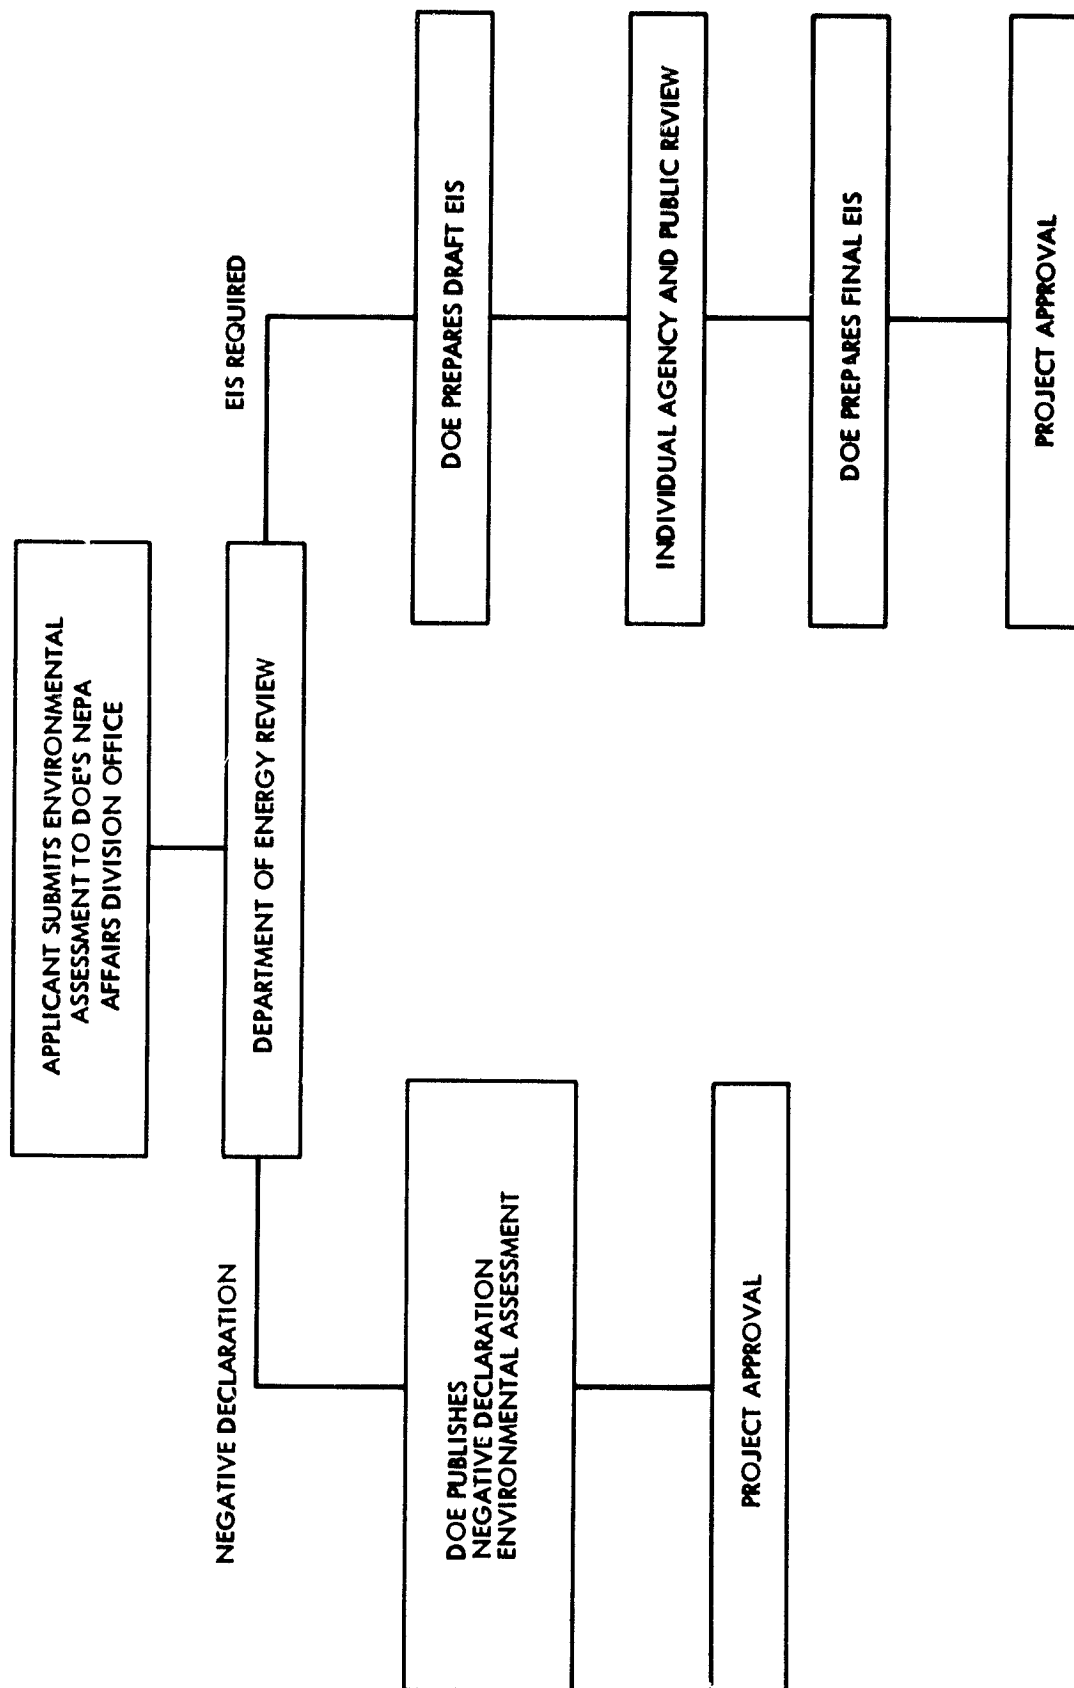 APPLICANT SUBMITS ENVIRONMENTAL
ASSESSMENT TO DOE'S NEPA
AFFAIRS DIVISION OFFICE
DEPARTMENT OF ENERGY REVIEW
NEGATIVE DECLARATION
EIS REQUIRED
DOE PUBLISHES
NEGATIVE DECLARATION
ENVIRONMENTAL ASSESSMENT
PROJECT APPROVAL
DOE PREPARES DRAFT EIS
INDIVIDUAL AGENCY AND PUBLIC REVIEW
DOE PREPARES FINAL EIS
PROJECT APPROVAL